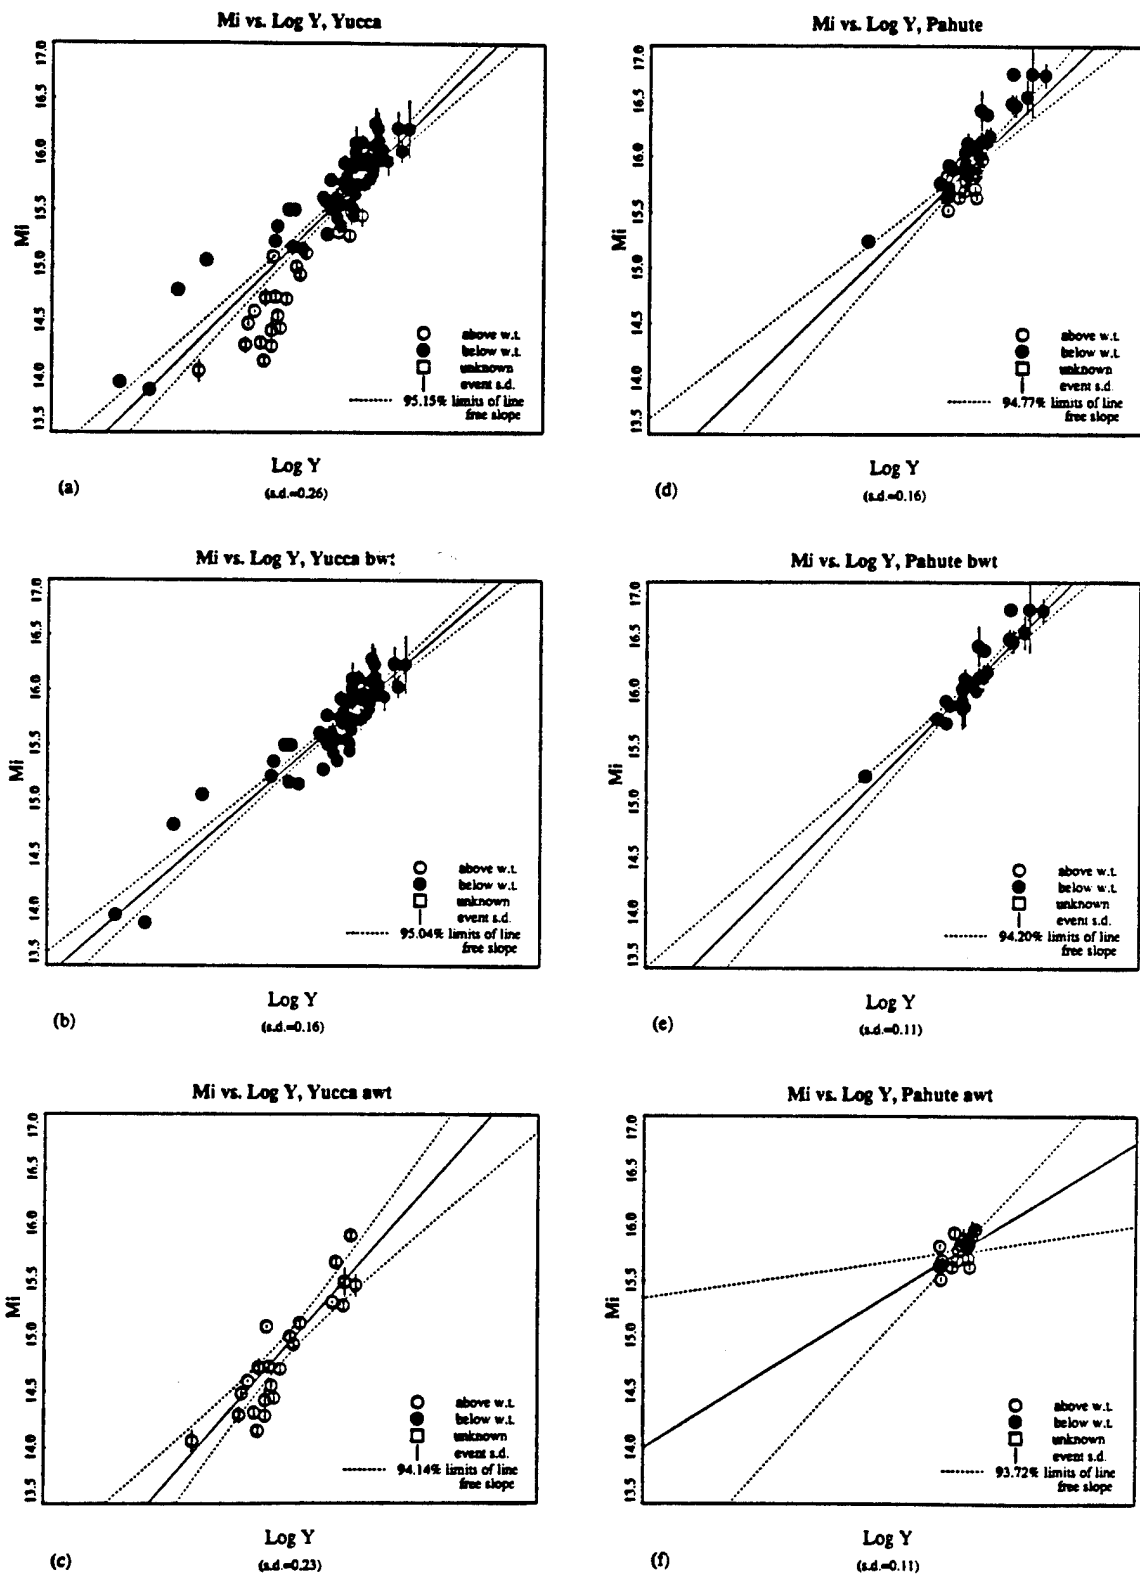 Mi vs. Log Y, Yucca
17.0
16.5
16.0
15.5
15.0
14.5
14.0
13.5
Mi
above w.t.
below w.t.
unknown
event s.d.
95.15% limits of line
free slope
Log Y
(s.d.=0.26)
(a)
Mi vs. Log Y, Pahute
17.0
16.5
16.0
15.5
15.0
14.5
14.0
13.5
Mi
above w.t.
below w.t.
unknown
event s.d.
94.77% limits of line
free slope
Log Y
(s.d.=0.16)
(d)
Mi vs. Log Y, Yucca bwt
17.0
16.5
16.0
15.5
15.0
14.5
14.0
13.5
Mi
above w.t.
below w.t.
unknown
event s.d.
95.04% limits of line
free slope
Log Y
(s.d.=0.16)
(b)
Mi vs. Log Y, Pahute bwt
17.0
16.5
16.0
15.5
15.0
14.5
14.0
13.5
Mi
above w.t.
below w.t.
unknown
event s.d.
94.20% limits of line
free slope
Log Y
(s.d.=0.11)
(e)
Mi vs. Log Y, Yucca awt
17.0
16.5
16.0
15.5
15.0
14.5
14.0
13.5
Mi
above w.t.
below w.t.
unknown
event s.d.
94.14% limits of line
free slope
Log Y
(s.d.=0.23)
(c)
Mi vs. Log Y, Pahute awt
17.0
16.5
16.0
15.5
15.0
14.5
14.0
13.5
Mi
above w.t.
below w.t.
unknown
event s.d.
93.72% limits of line
free slope
Log Y
(s.d.=0.11)
(f)